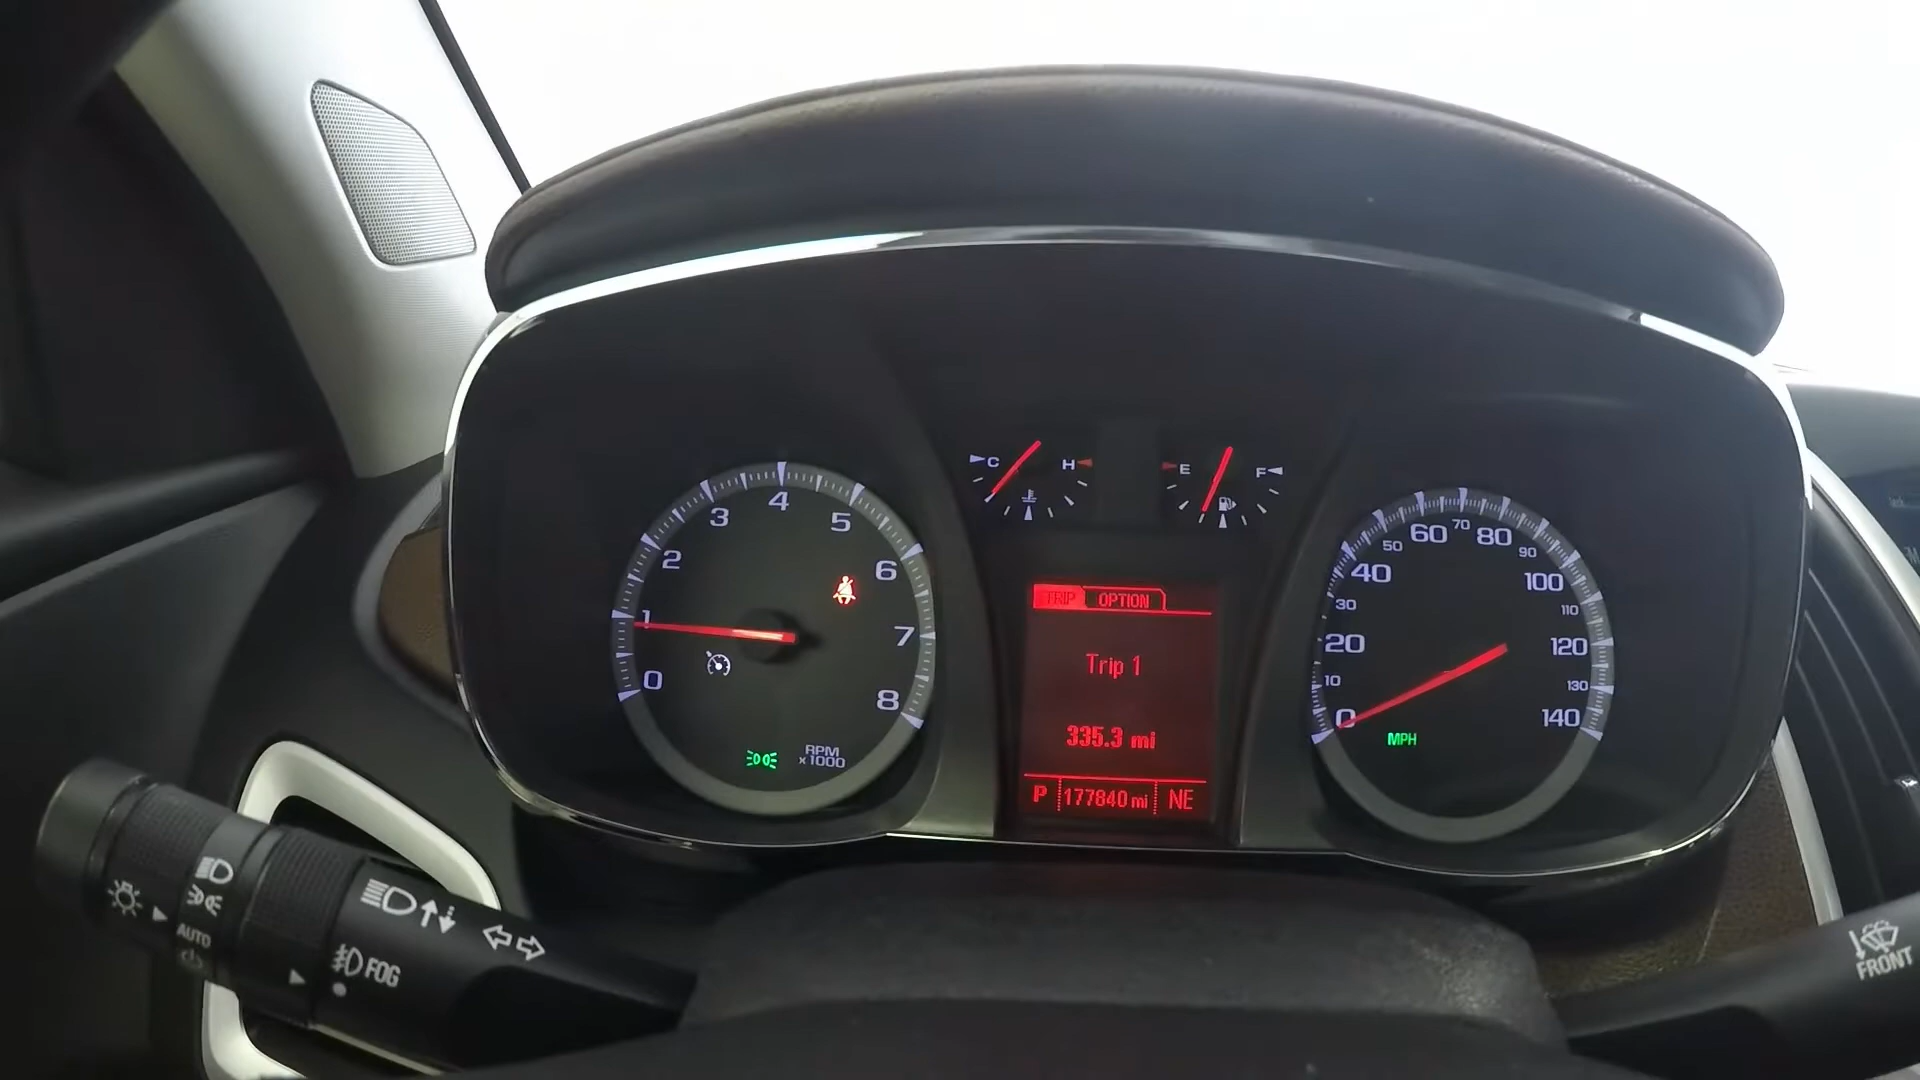 C H
E F
0 1 2 3 4 5 6 7 8
RPM
x1000
TRIP OPTION
Trip 1
335.3 mi
P 177840 mi NE
0 10 20 30 40 50 60 70 80 90 100 110 120 130 140
MPH
AUTO
FOG
FRONT